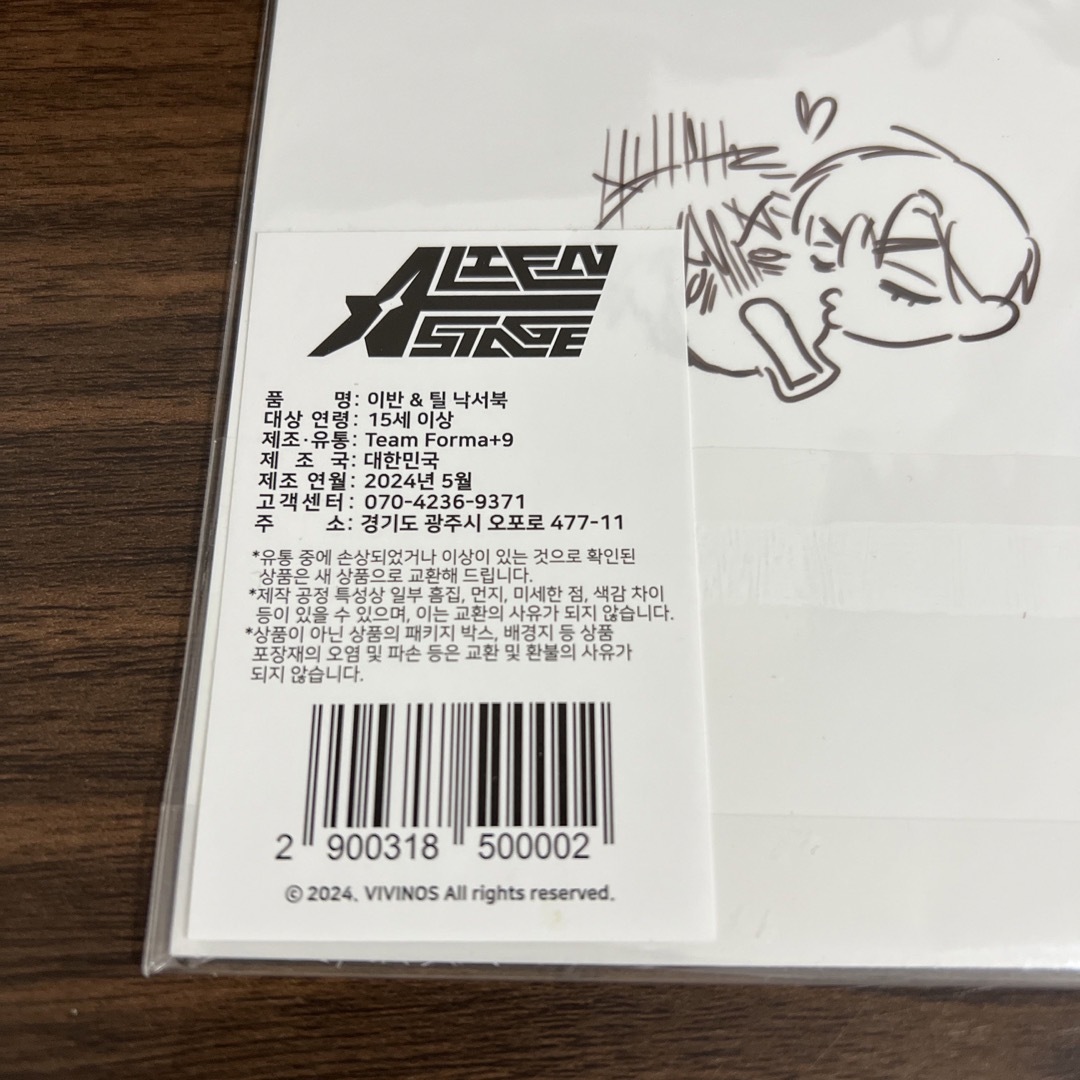 ALIEN
STAGE
품 명: 이반 & 틸 낙서북
대상 연령: 15세 이상
제조·유통: Team Forma+9
제 조 국: 대한민국
제조 연월: 2024년 5월
고객센터: 070-4236-9371
주 소: 경기도 광주시 오포로 477-11
*유통 중에 손상되었거나 이상이 있는 것으로 확인된
상품은 새 상품으로 교환해 드립니다.
*제작 공정 특성상 일부 흠집, 먼지, 미세한 점, 색감 차이
등이 있을 수 있으며, 이는 교환의 사유가 되지 않습니다.
*상품이 아닌 상품의 패키지 박스, 배경지 등 상품
포장재의 오염 및 파손 등은 교환 및 환불의 사유가
되지 않습니다.
2 900318 500002
© 2024. VIVINOS All rights reserved.